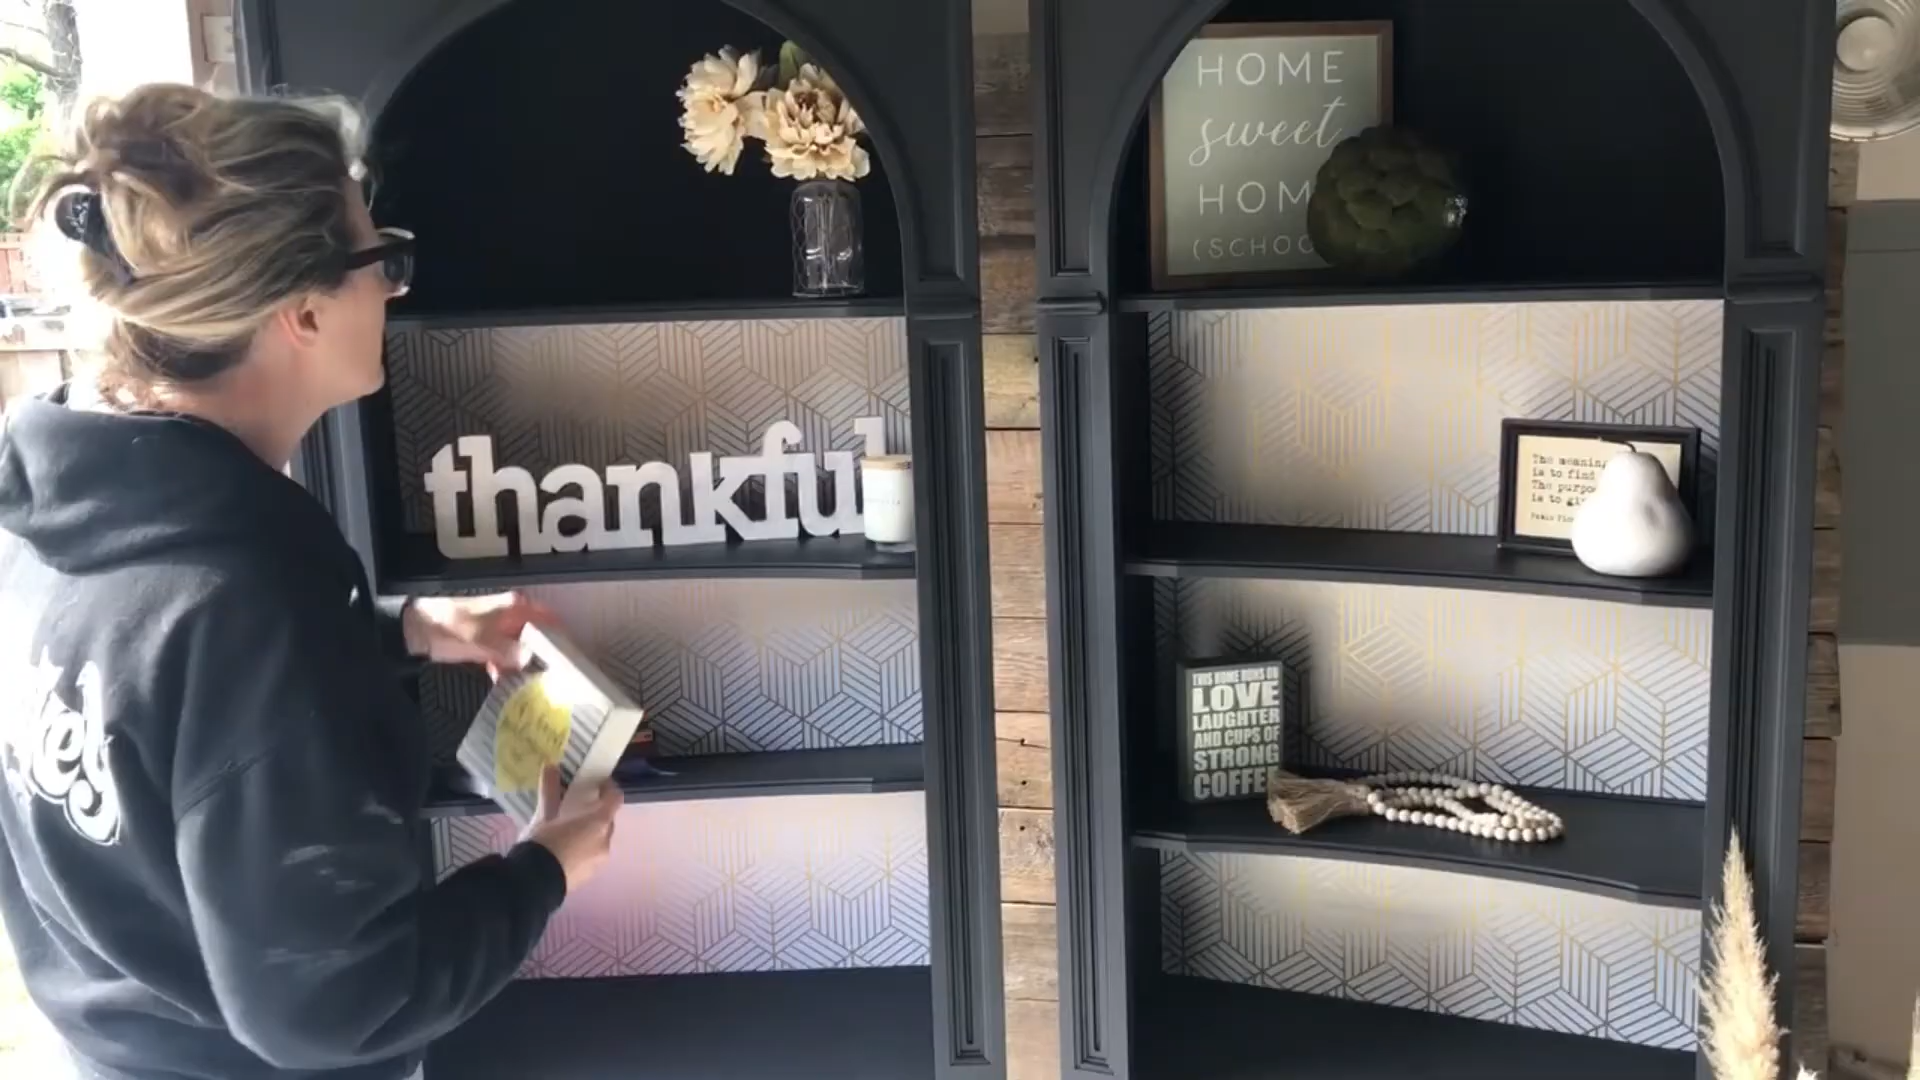 HOME
sweet
HOM
(SCHOO
thankful
The meaning
is to find
The purpo
is to gi
THIS HOME RUNS ON
LOVE
LAUGHTER
AND CUPS OF
STRONG
COFFEE